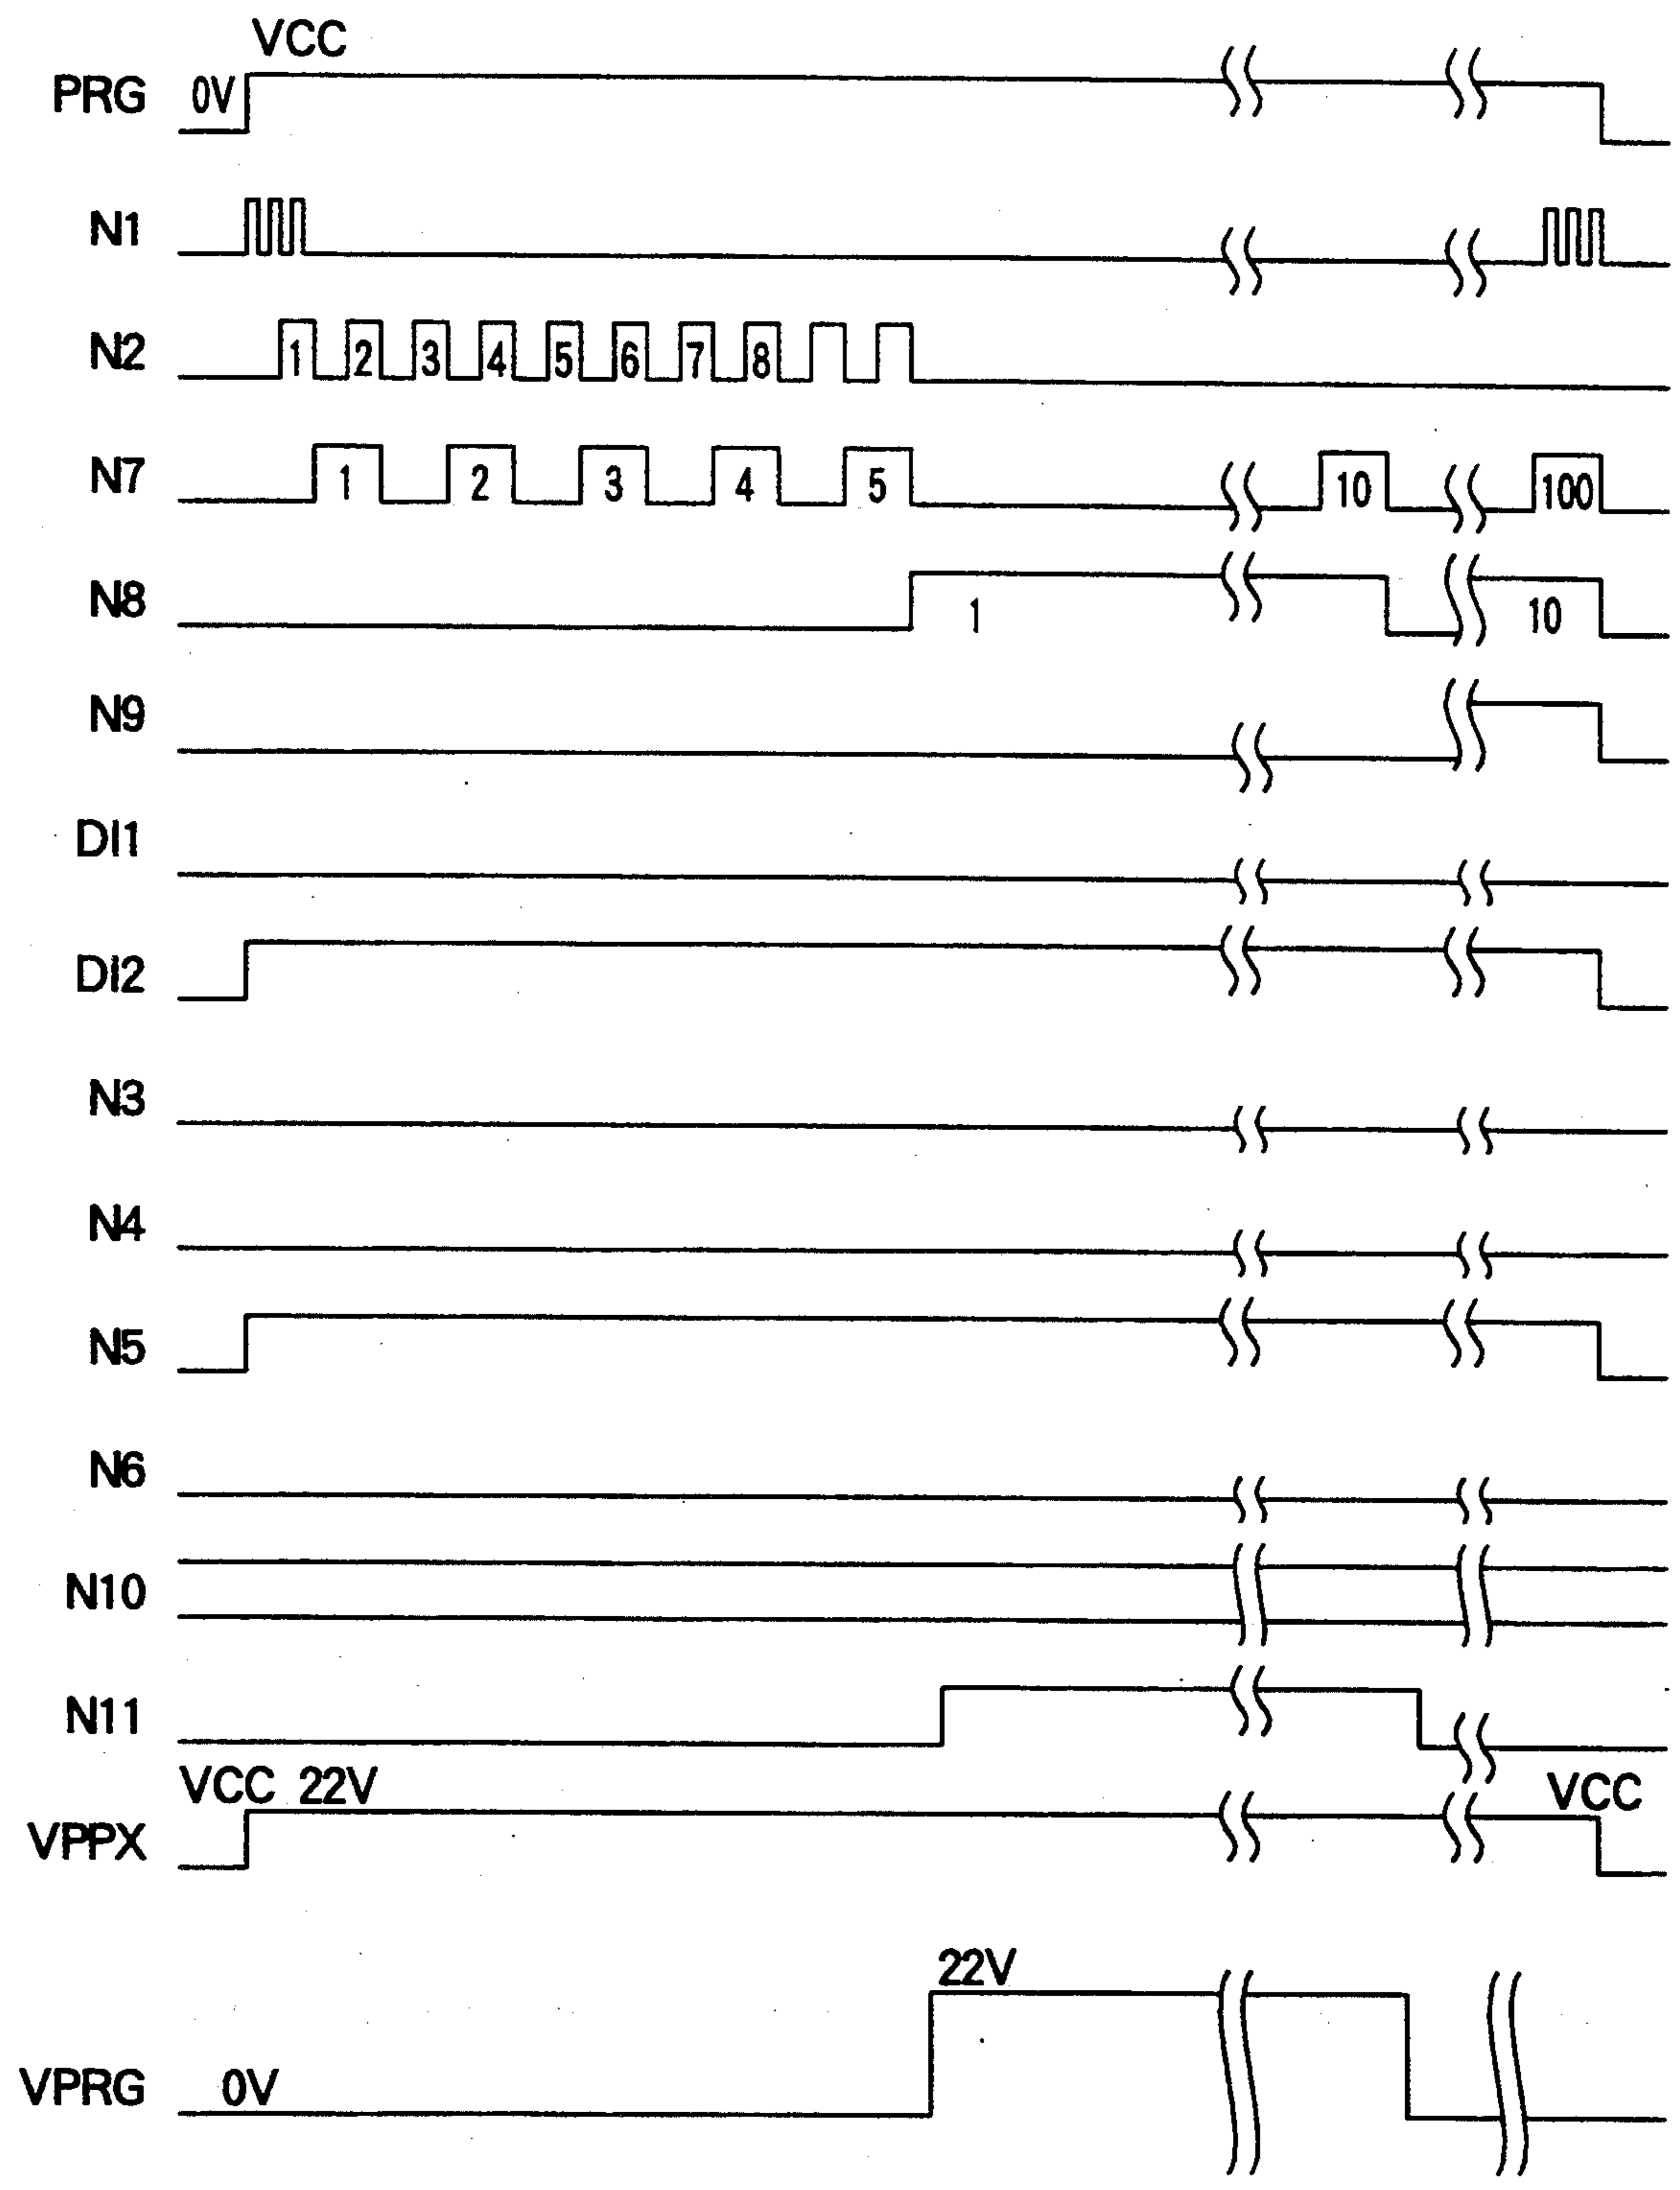 VCC
PRG 0V
N1
N2 1 2 3 4 5 6 7 8
N7 1 2 3 4 5 10 100
N8 1 10
N9
DI1
DI2
N3
N4
N5
N6
N10
N11
VCC 22V VCC
VPPX
22V
VPRG 0V